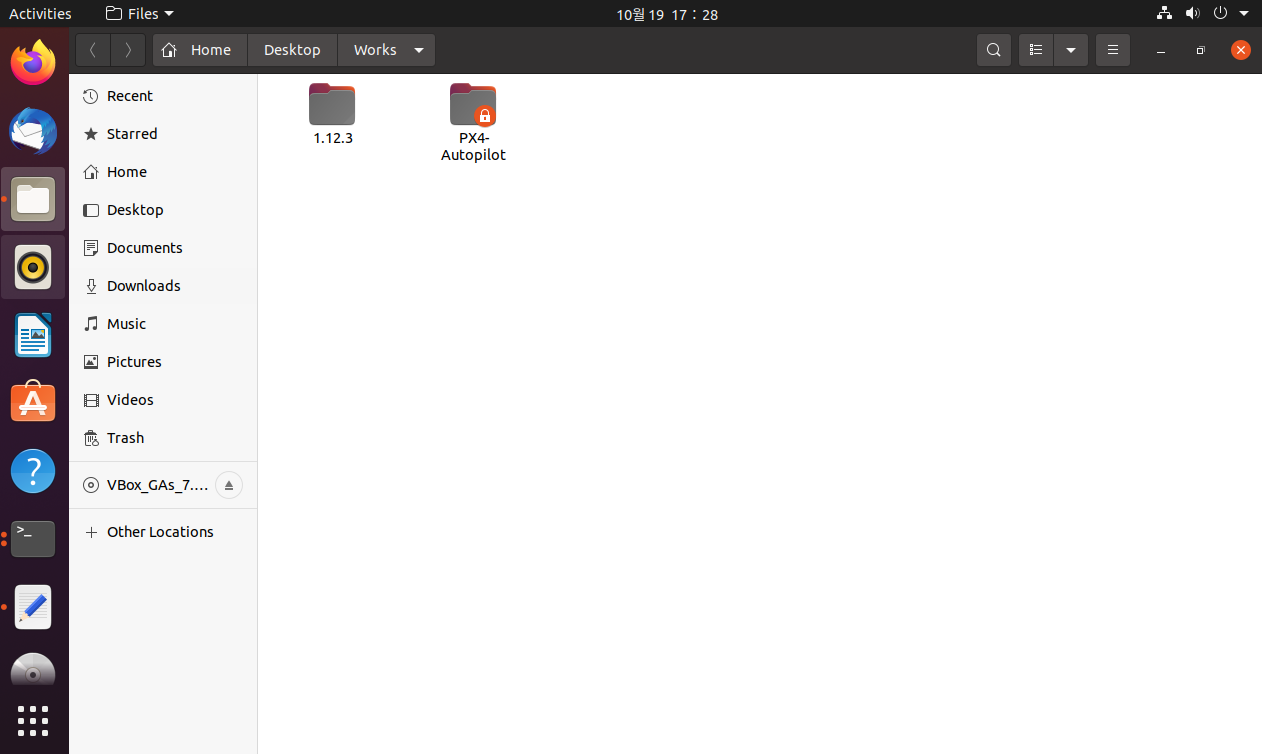 Activities
Files
10월 19 17 : 28
Home
Desktop
Works
Recent
Starred
Home
Desktop
Documents
Downloads
Music
Pictures
Videos
Trash
VBox_GAs_7....
Other Locations
1.12.3
PX4-
Autopilot
>_